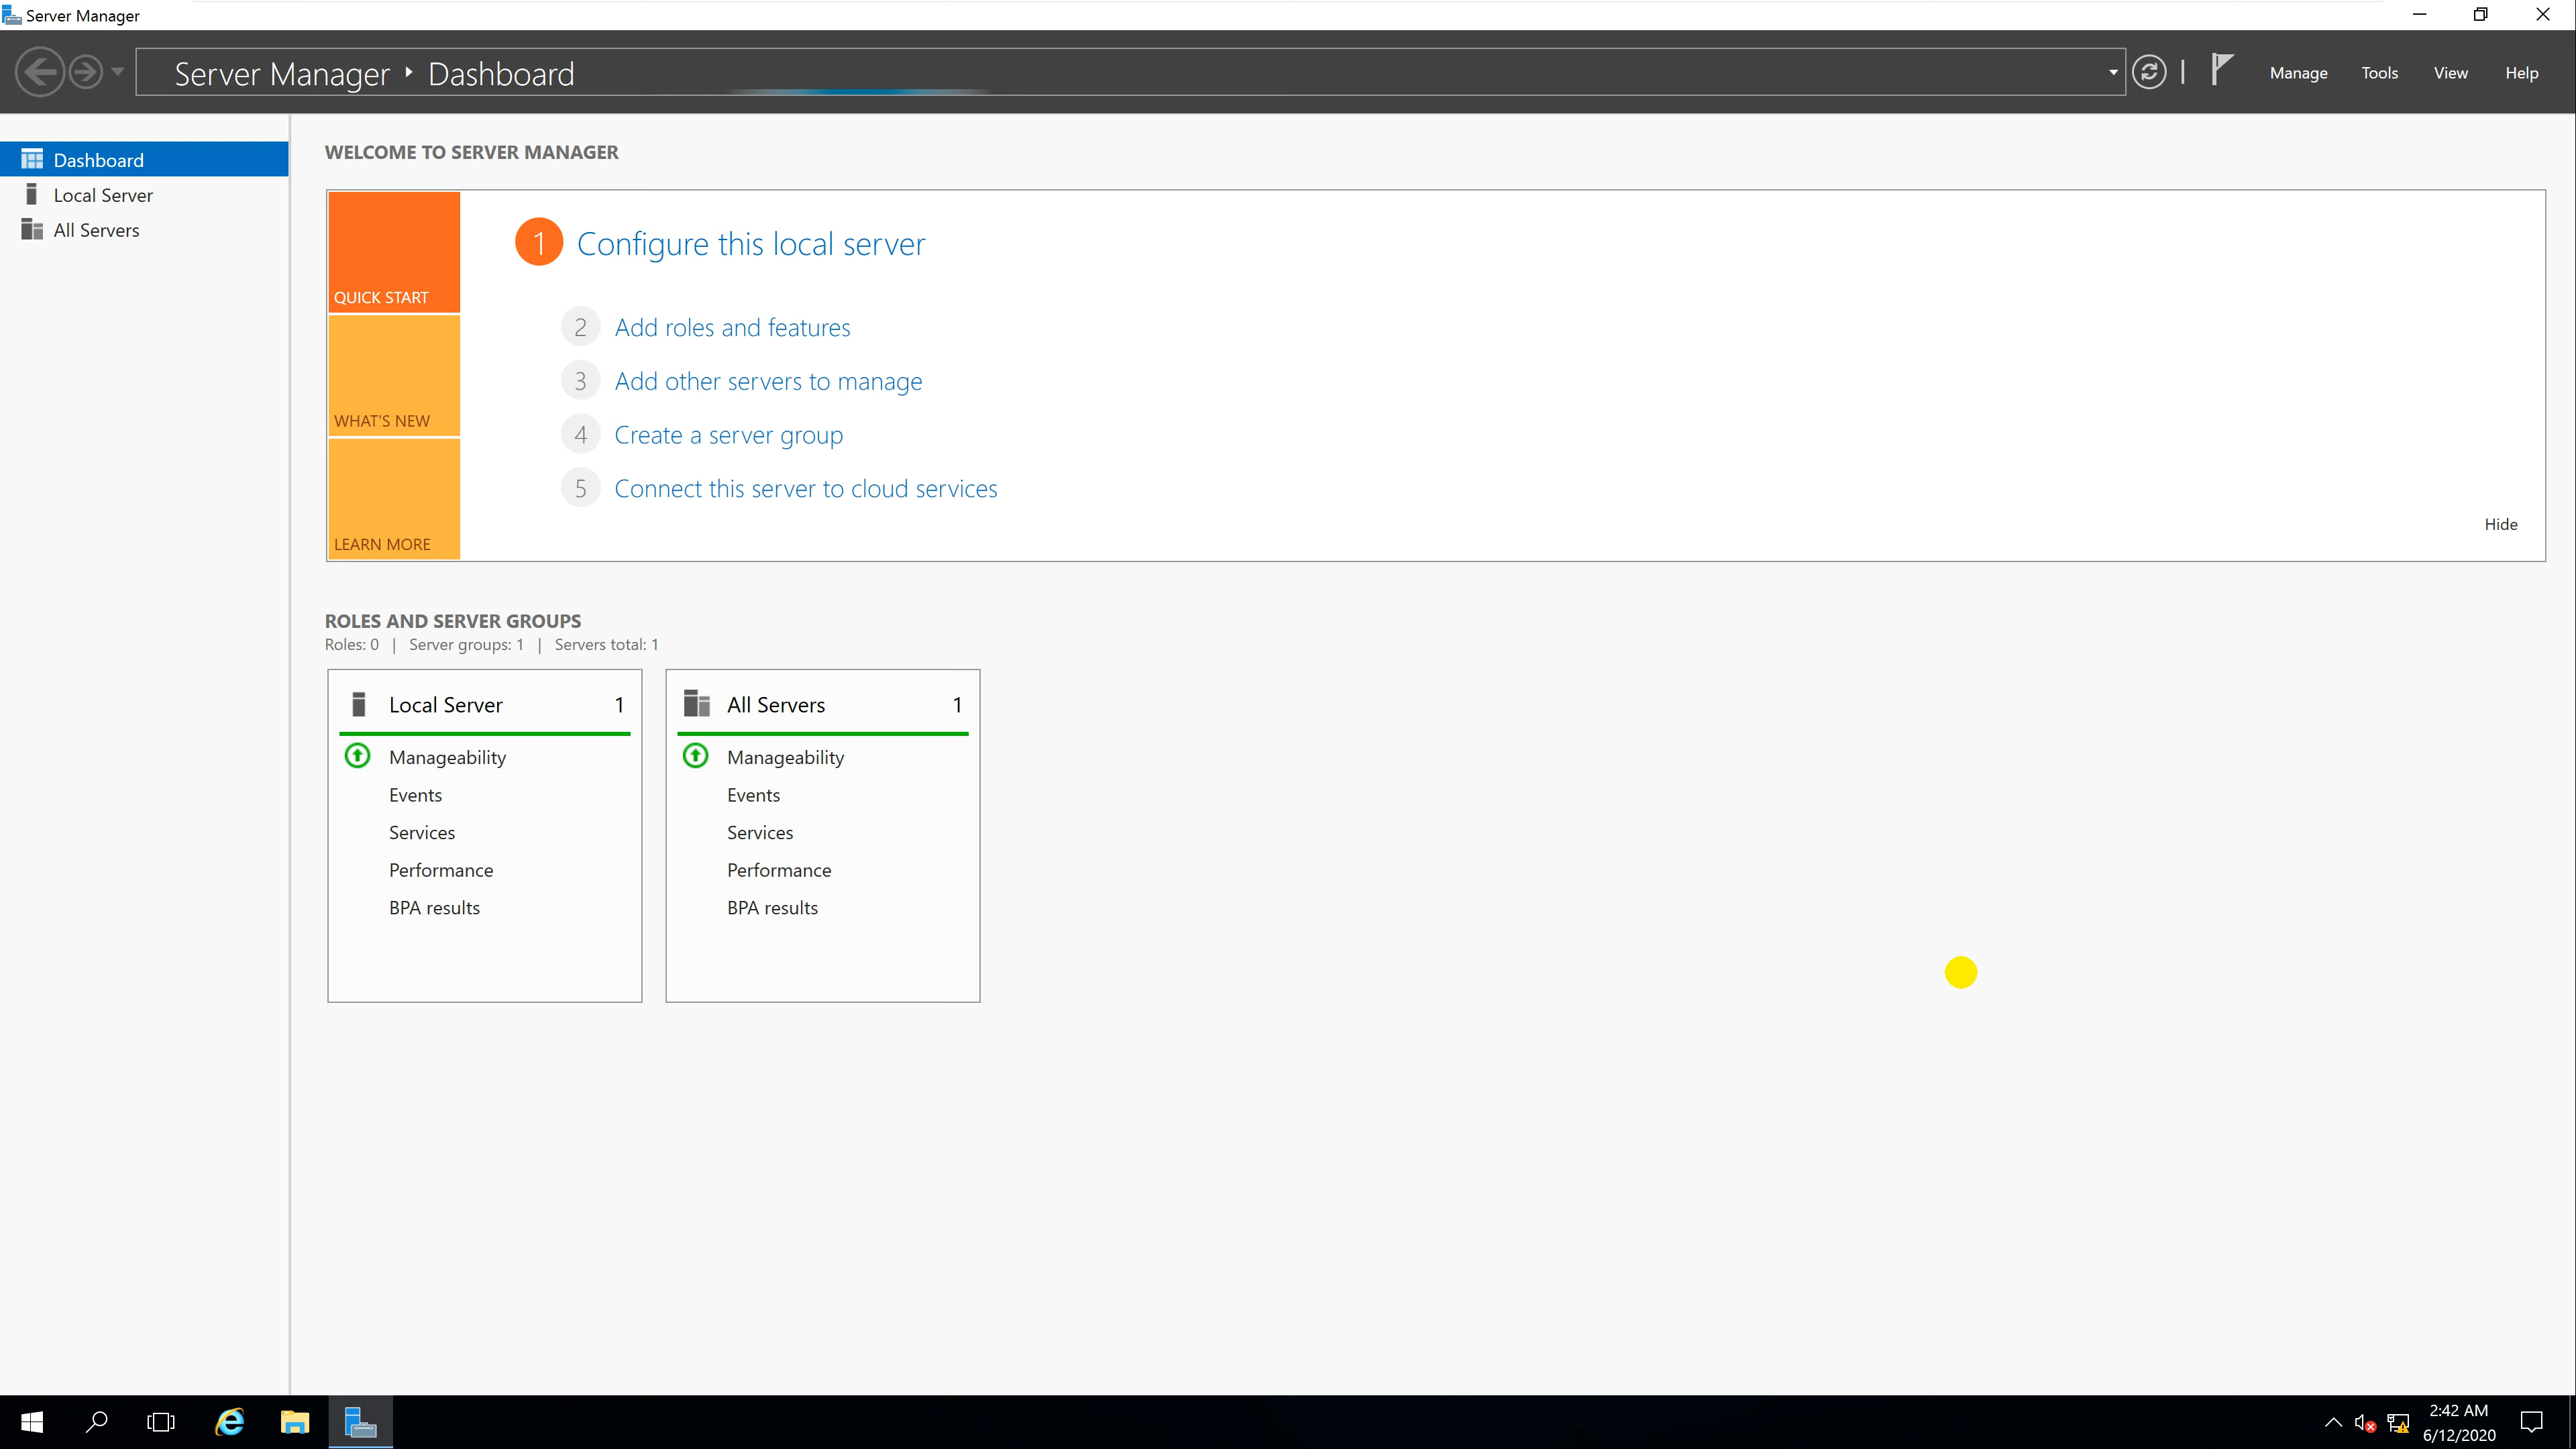 Server Manager
Server Manager Dashboard
Manage Tools View Help
Dashboard
Local Server
All Servers
WELCOME TO SERVER MANAGER
QUICK START
WHAT'S NEW
LEARN MORE
1 Configure this local server
2 Add roles and features
3 Add other servers to manage
4 Create a server group
5 Connect this server to cloud services
Hide
ROLES AND SERVER GROUPS
Roles: 0 | Server groups: 1 | Servers total: 1
Local Server 1
Manageability
Events
Services
Performance
BPA results
All Servers 1
Manageability
Events
Services
Performance
BPA results
2:42 AM
6/12/2020